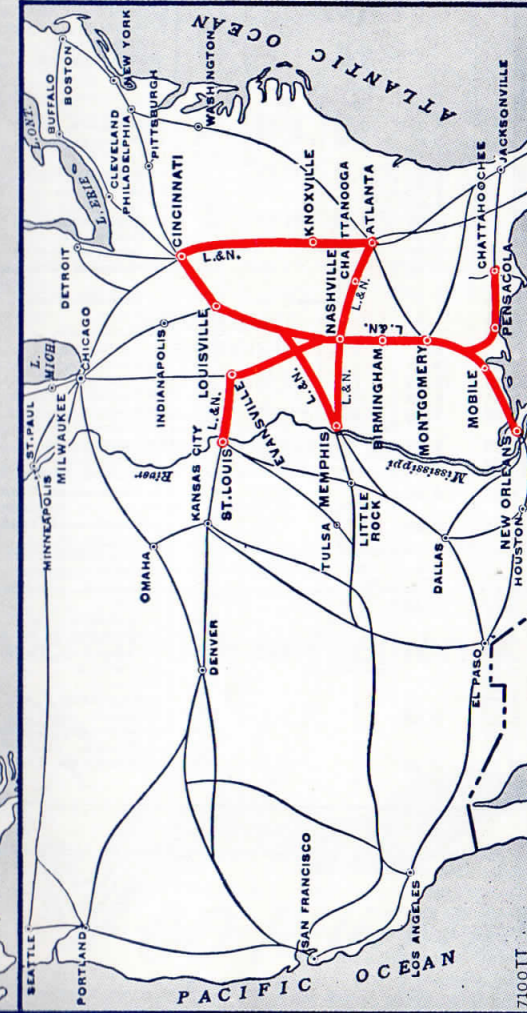 SEATTLE
PORTLAND
SAN FRANCISCO
LOS ANGELES
PACIFIC OCEAN
MINNEAPOLIS
ST. PAUL
MILWAUKEE
L. MICH.
CHICAGO
DETROIT
L. ONT.
BUFFALO
BOSTON
L. ERIE
CLEVELAND
NEW YORK
PHILADELPHIA
PITTSBURGH
WASHINGTON
ATLANTIC OCEAN
OMAHA
River
KANSAS CITY
DENVER
INDIANAPOLIS
CINCINNATI
LOUISVILLE
ST. LOUIS
L.&N.
EVANSVILLE
L.&N.
L.&N.
KNOXVILLE
NASHVILLE
CHATTANOOGA
ATLANTA
L.&N.
L.&N.
L.&N.
TULSA
MEMPHIS
LITTLE ROCK
BIRMINGHAM
MONTGOMERY
Mississippi
DALLAS
MOBILE
CHATTAHOOCHEE
JACKSONVILLE
PENSACOLA
EL PASO
NEW ORLEANS
HOUSTON
7100 TT